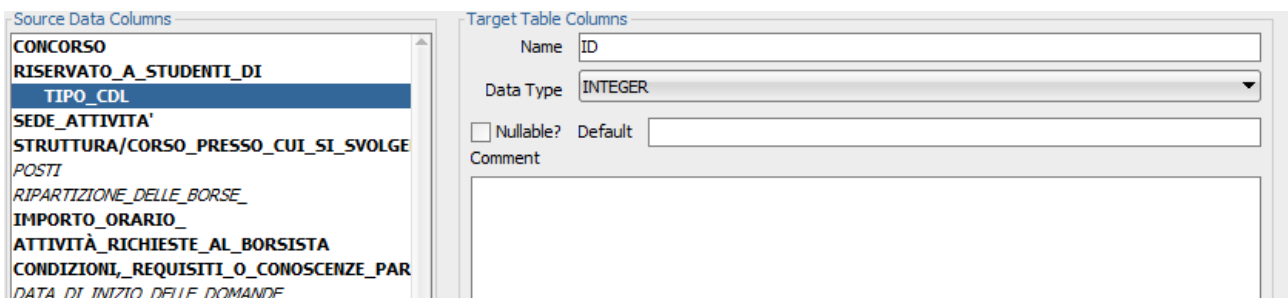 Source Data Columns
CONCORSO
RISERVATO_A_STUDENTI_DI
TIPO_CDL
SEDE_ATTIVITA'
STRUTTURA/CORSO_PRESSO_CUI_SI_SVOLGE
POSTI
RIPARTIZIONE_DELLE_BORSE_
IMPORTO_ORARIO_
ATTIVITÀ_RICHIESTE_AL_BORSISTA
CONDIZIONI,_REQUISITI_O_CONOSCENZE_PAR
DATA_DI_INIZIO_DELLE_DOMANDE
Target Table Columns
Name ID
Data Type INTEGER
Nullable? Default
Comment